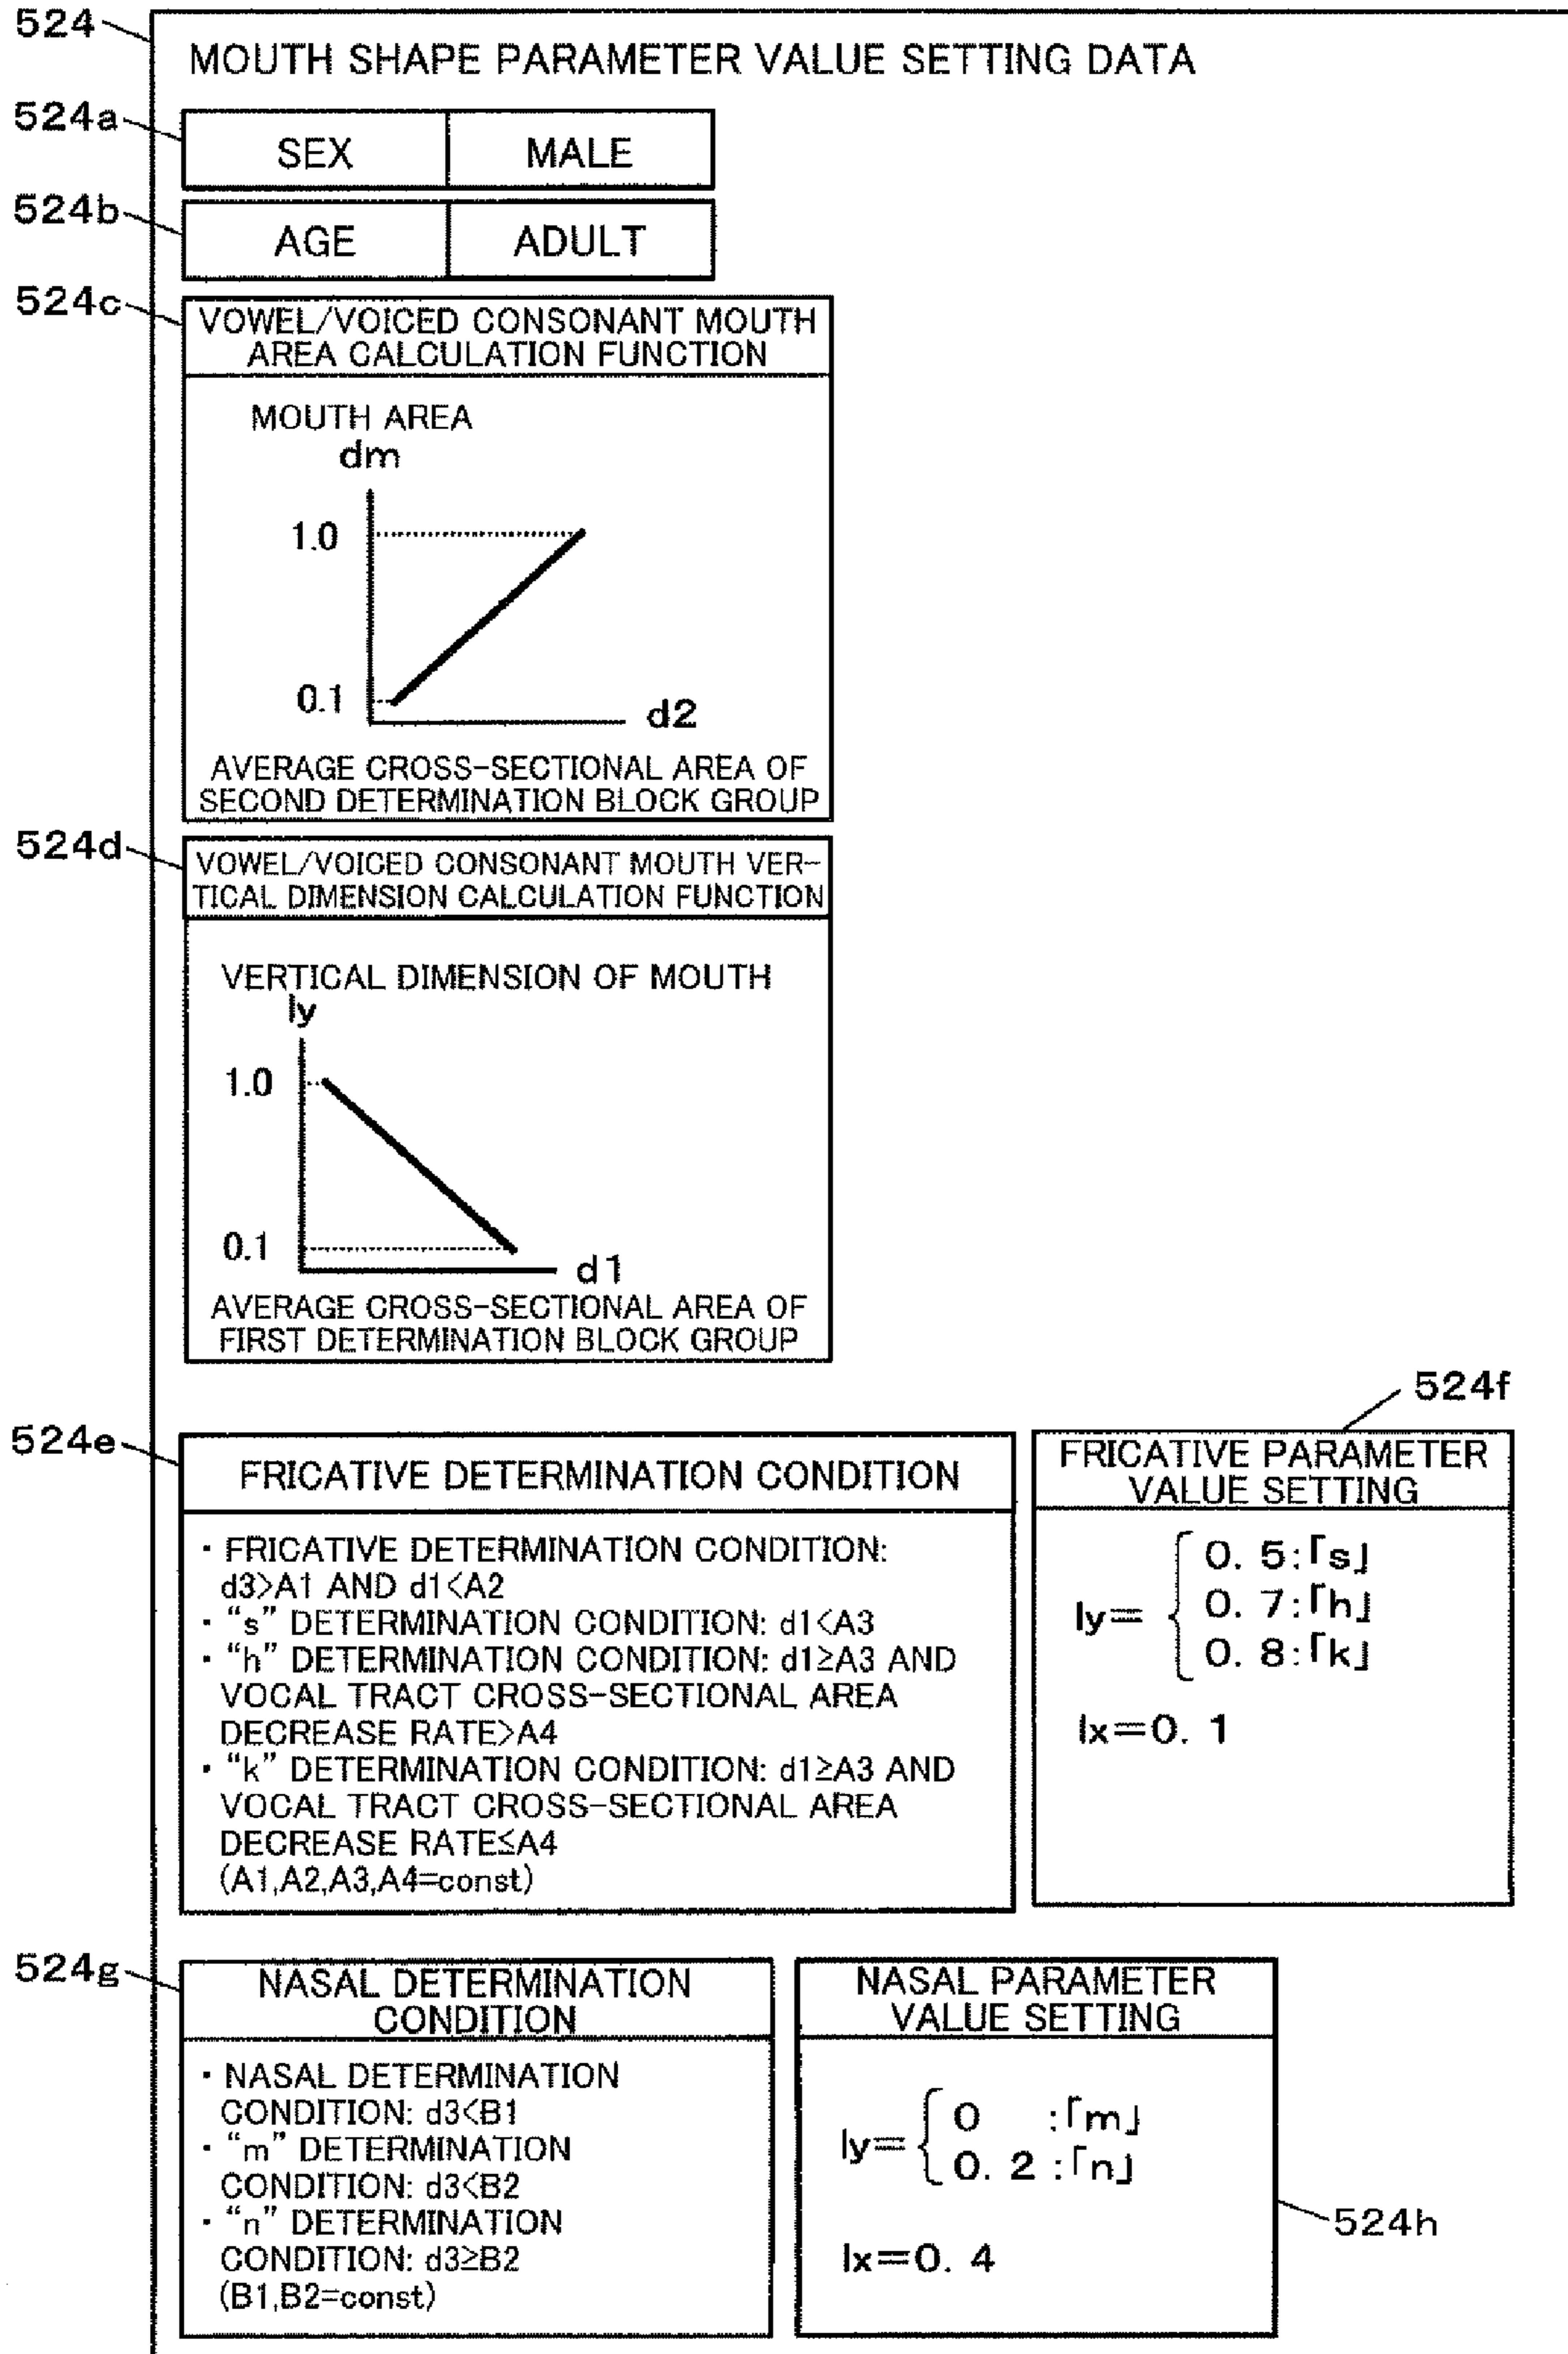 524
MOUTH SHAPE PARAMETER VALUE SETTING DATA
524a
SEX MALE
524b
AGE ADULT
524c
VOWEL/VOICED CONSONANT MOUTH
AREA CALCULATION FUNCTION
MOUTH AREA
dm
1.0
0.1
d2
AVERAGE CROSS-SECTIONAL AREA OF
SECOND DETERMINATION BLOCK GROUP
524d
VOWEL/VOICED CONSONANT MOUTH VER-
TICAL DIMENSION CALCULATION FUNCTION
VERTICAL DIMENSION OF MOUTH
ly
1.0
0.1
d1
AVERAGE CROSS-SECTIONAL AREA OF
FIRST DETERMINATION BLOCK GROUP
524e
FRICATIVE DETERMINATION CONDITION
・FRICATIVE DETERMINATION CONDITION:
d3>A1 AND d1<A2
・“s” DETERMINATION CONDITION: d1<A3
・“h” DETERMINATION CONDITION: d1≥A3 AND
VOCAL TRACT CROSS-SECTIONAL AREA
DECREASE RATE>A4
・“k” DETERMINATION CONDITION: d1≥A3 AND
VOCAL TRACT CROSS-SECTIONAL AREA
DECREASE RATE≤A4
(A1,A2,A3,A4=const)
524f
FRICATIVE PARAMETER
VALUE SETTING
0. 5:「s」
ly= 0. 7:「h」
0. 8:「k」
lx=0. 1
524g
NASAL DETERMINATION
CONDITION
・NASAL DETERMINATION
CONDITION: d3<B1
・“m” DETERMINATION
CONDITION: d3<B2
・“n” DETERMINATION
CONDITION: d3≥B2
(B1,B2=const)
NASAL PARAMETER
VALUE SETTING
ly= 0 :「m」
0. 2 :「n」
lx=0. 4
524h